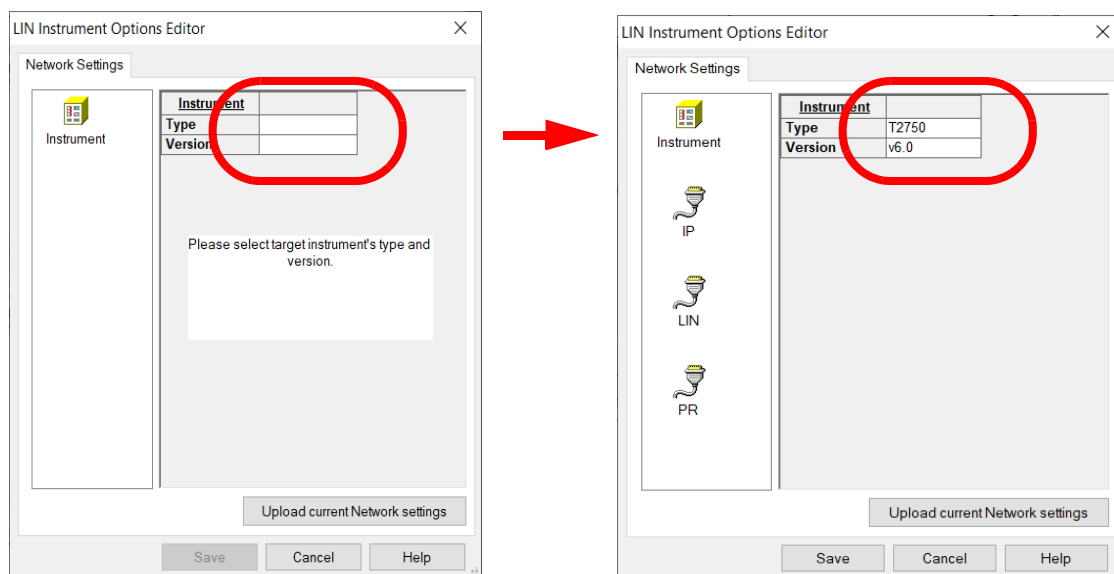 LIN Instrument Options Editor
Network Settings
Instrument
Instrument
Type
Version
Please select target instrument's type and
version.
Upload current Network settings
Save Cancel Help
LIN Instrument Options Editor
Network Settings
Instrument
IP
LIN
PR
Instrument
Type T2750
Version v6.0
Upload current Network settings
Save Cancel Help